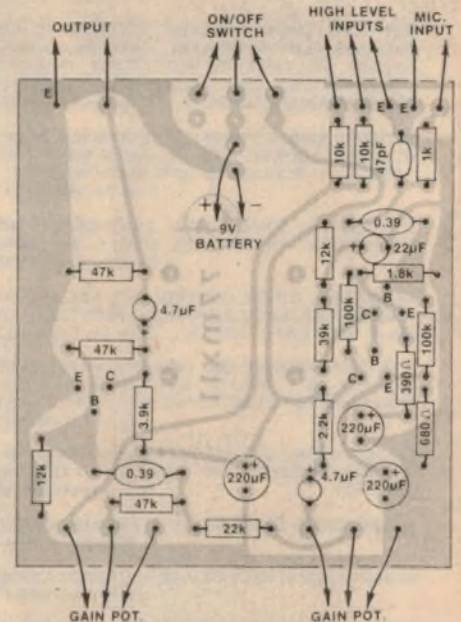 OUTPUT
ON/OFF
SWITCH
HIGH LEVEL
INPUTS
MIC.
INPUT
E
E
E
10k
10k
47pF
1k
+
-
9V
BATTERY
0.39
+
22µF
12k
1.8k
47k
B
100k
C
E
4.7µF
+
39k
100k
47k
B
390Ω
E
C
C
E
B
3.9k
2.2k
680Ω
+
220µF
12k
0.39
+
220µF
+
4.7µF
+
220µF
47k
22k
GAIN POT.
GAIN POT.